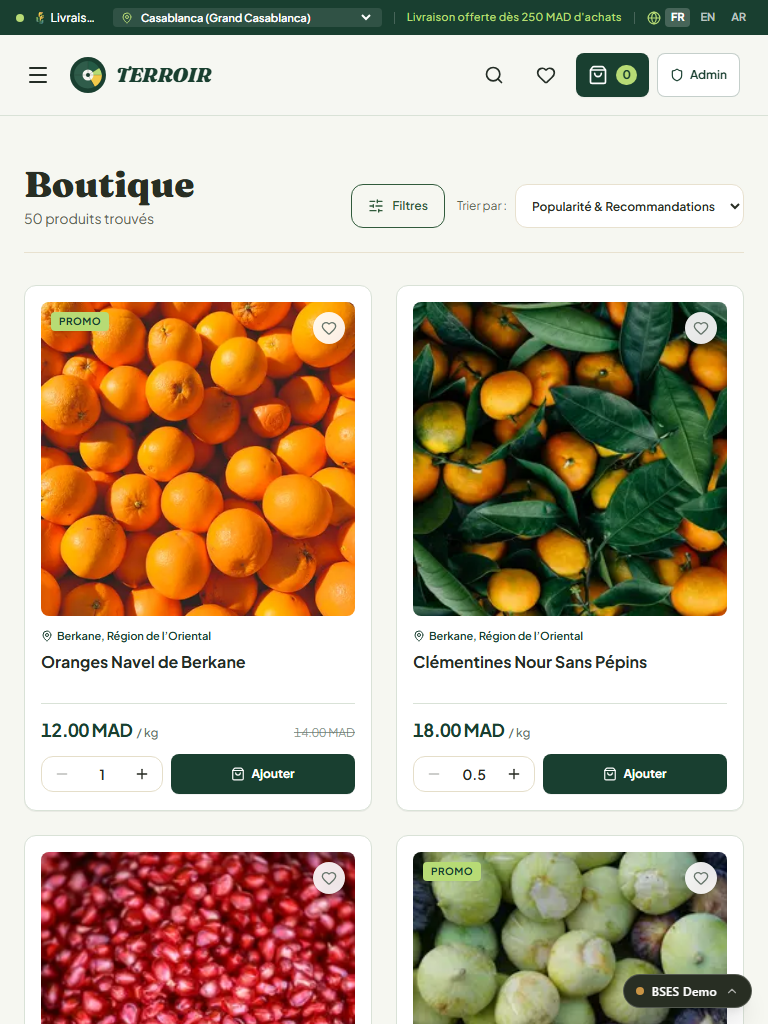 Livrais… Casablanca (Grand Casablanca) Livraison offerte dès 250 MAD d'achats FR EN AR
TERROIR 0 Admin
Boutique
50 produits trouvés
Filtres Trier par : Popularité & Recommandations
PROMO
Berkane, Région de l'Oriental
Oranges Navel de Berkane
12.00 MAD / kg 14.00 MAD
1 Ajouter
Berkane, Région de l'Oriental
Clémentines Nour Sans Pépins
18.00 MAD / kg
0.5 Ajouter
PROMO
BSES Demo